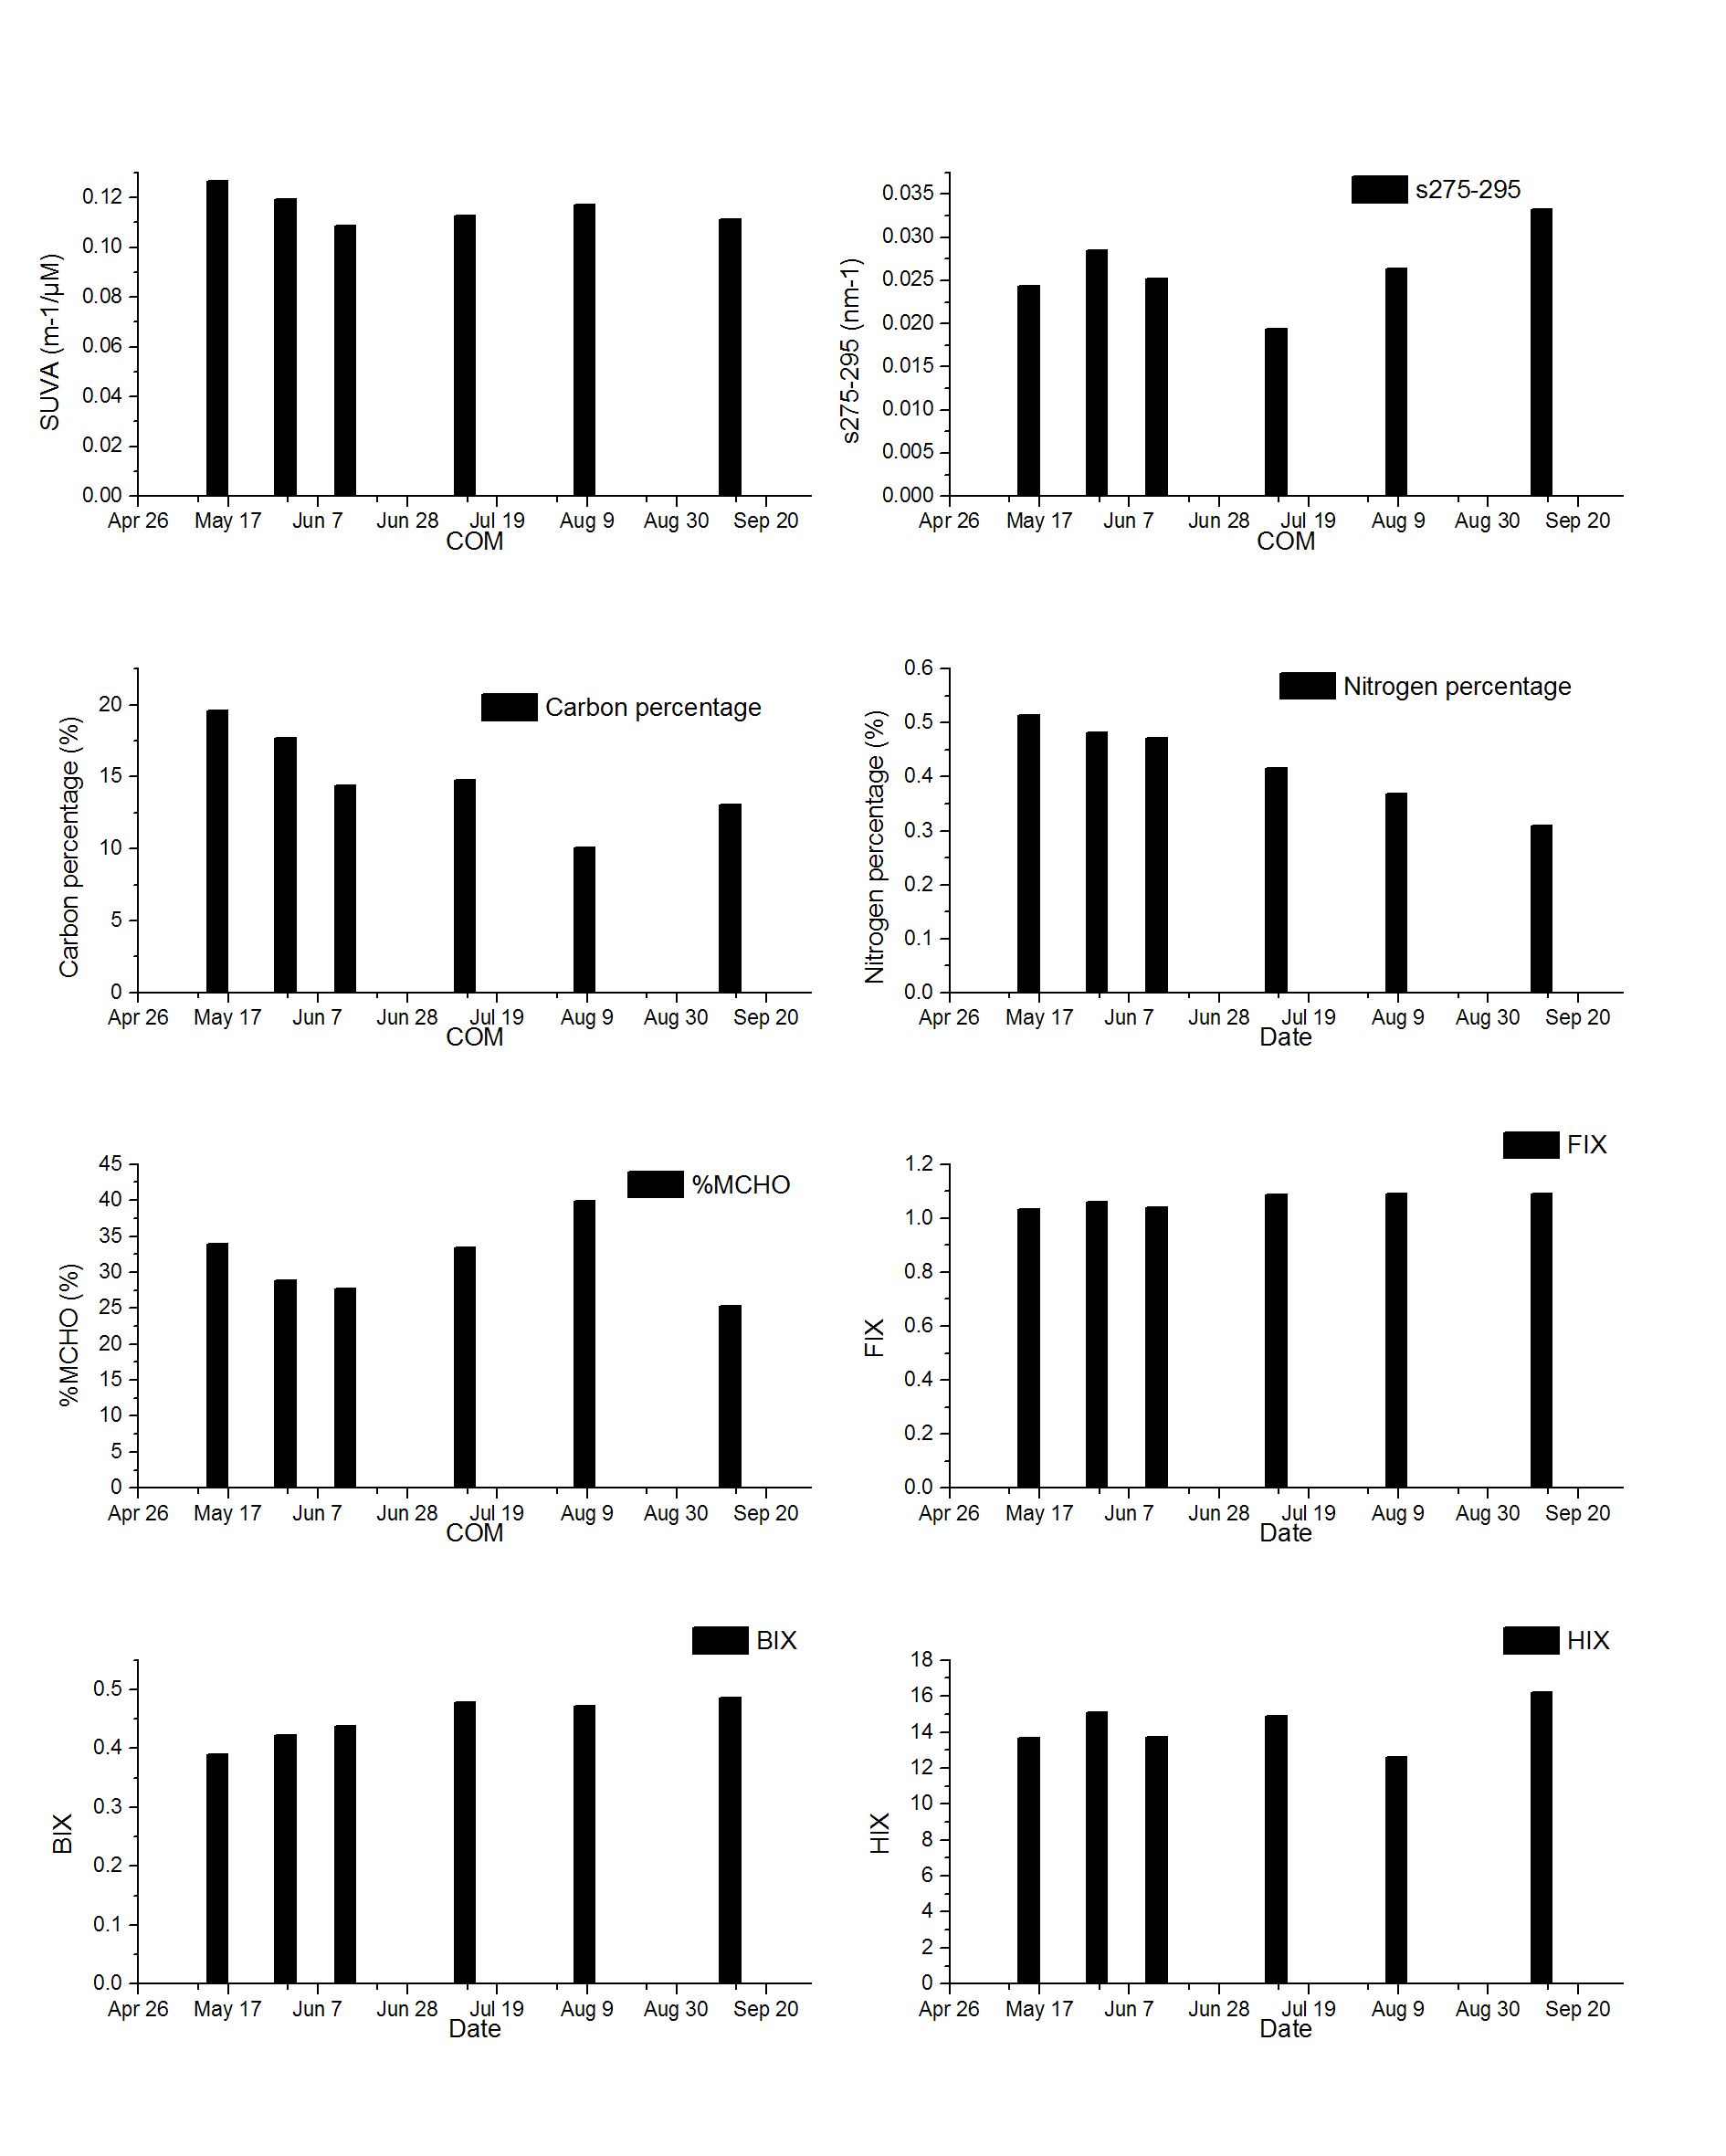 0.12
0.10
0.08
0.06
0.04
0.02
0.00
SUVA (m-1/µM)
Apr 26 May 17 Jun 7 Jun 28 Jul 19 Aug 9 Aug 30 Sep 20
COM
s275-295
0.035
0.030
0.025
0.020
0.015
0.010
0.005
0.000
s275-295 (nm-1)
Apr 26 May 17 Jun 7 Jun 28 Jul 19 Aug 9 Aug 30 Sep 20
COM
Carbon percentage
20
15
10
5
0
Carbon percentage (%)
Apr 26 May 17 Jun 7 Jun 28 Jul 19 Aug 9 Aug 30 Sep 20
COM
Nitrogen percentage
0.6
0.5
0.4
0.3
0.2
0.1
0.0
Nitrogen percentage (%)
Apr 26 May 17 Jun 7 Jun 28 Jul 19 Aug 9 Aug 30 Sep 20
Date
%MCHO
45
40
35
30
25
20
15
10
5
0
%MCHO (%)
Apr 26 May 17 Jun 7 Jun 28 Jul 19 Aug 9 Aug 30 Sep 20
COM
FIX
1.2
1.0
0.8
0.6
0.4
0.2
0.0
FIX
Apr 26 May 17 Jun 7 Jun 28 Jul 19 Aug 9 Aug 30 Sep 20
Date
BIX
0.5
0.4
0.3
0.2
0.1
0.0
BIX
Apr 26 May 17 Jun 7 Jun 28 Jul 19 Aug 9 Aug 30 Sep 20
Date
HIX
18
16
14
12
10
8
6
4
2
0
HIX
Apr 26 May 17 Jun 7 Jun 28 Jul 19 Aug 9 Aug 30 Sep 20
Date